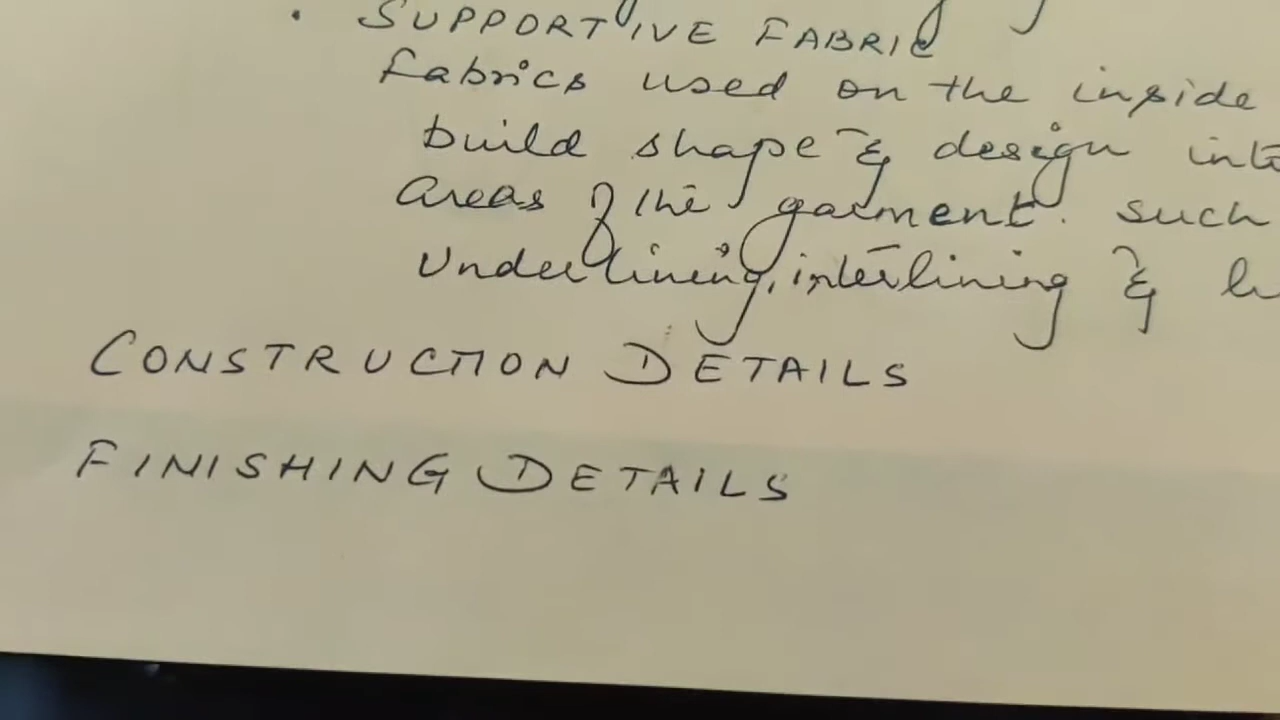 • SUPPORTIVE FABRIC
fabrics used on the inside
build shape & design
areas of the garment. such
Underlining, interlining &
CONSTRUCTION DETAILS
FINISHING DETAILS